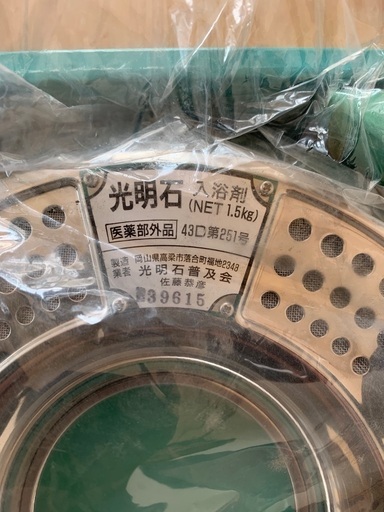 光明石 入浴剤
(NET 1.5kg)
医薬部外品 43D第251号
製造 岡山県高梁市落合町福地2349
業者 光明石普及会
佐藤恭彦
839615